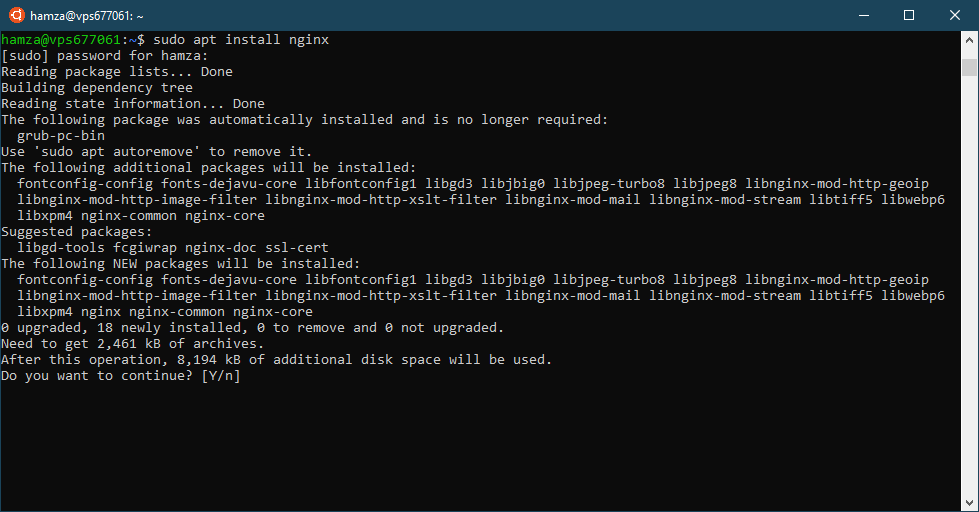 hamza@vps677061: ~
hamza@vps677061:~$ sudo apt install nginx
[sudo] password for hamza:
Reading package lists... Done
Building dependency tree
Reading state information... Done
The following package was automatically installed and is no longer required:
  grub-pc-bin
Use 'sudo apt autoremove' to remove it.
The following additional packages will be installed:
  fontconfig-config fonts-dejavu-core libfontconfig1 libgd3 libjbig0 libjpeg-turbo8 libjpeg8 libnginx-mod-http-geoip
  libnginx-mod-http-image-filter libnginx-mod-http-xslt-filter libnginx-mod-mail libnginx-mod-stream libtiff5 libwebp6
  libxpm4 nginx-common nginx-core
Suggested packages:
  libgd-tools fcgiwrap nginx-doc ssl-cert
The following NEW packages will be installed:
  fontconfig-config fonts-dejavu-core libfontconfig1 libgd3 libjbig0 libjpeg-turbo8 libjpeg8 libnginx-mod-http-geoip
  libnginx-mod-http-image-filter libnginx-mod-http-xslt-filter libnginx-mod-mail libnginx-mod-stream libtiff5 libwebp6
  libxpm4 nginx nginx-common nginx-core
0 upgraded, 18 newly installed, 0 to remove and 0 not upgraded.
Need to get 2,461 kB of archives.
After this operation, 8,194 kB of additional disk space will be used.
Do you want to continue? [Y/n]